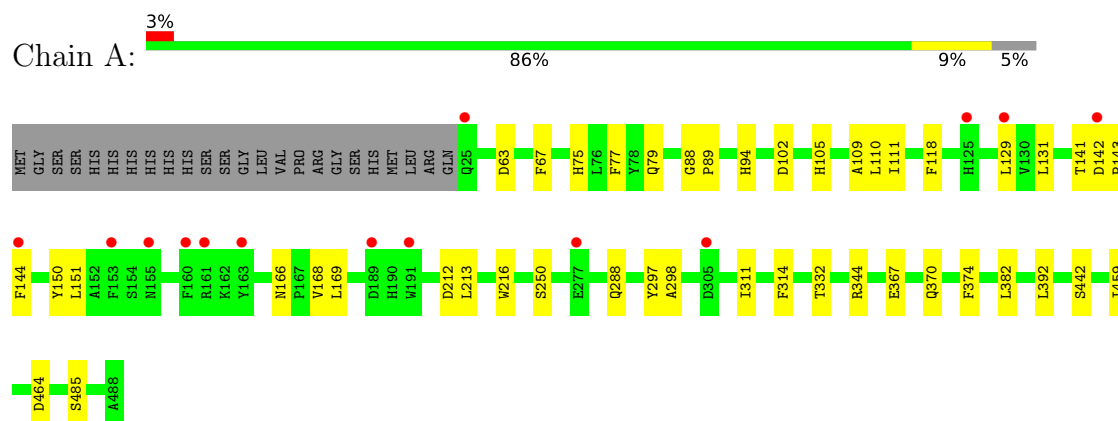 3%
Chain A:
86% 9% 5%
MET GLY SER SER HIS HIS HIS HIS HIS HIS SER SER GLY LEU VAL PRO ARG GLY SER HIS MET LEU ARG GLN Q25 D63 F67 H75 L76 F77 Y78 Q79 G88 P89 H94 D102 H105 A109 L110 I111 F118 H125 L129 V130 L131 T141 D142 P143
F144 Y150 L151 A152 F153 S154 N155 F160 R161 K162 Y163 N166 P167 V168 L169 D189 H190 W191 D212 L213 W216 S250 E277 Q288 Y297 A298 D305 I311 F314 T332 R344 E367 Q370 F374 L382 L392 S442 I459
D464 S485 A488